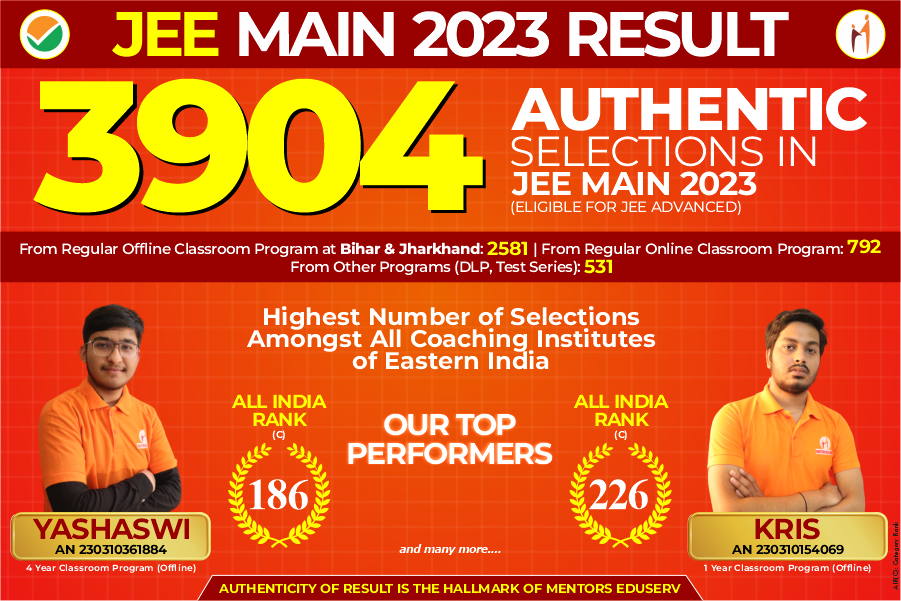 JEE MAIN 2023 RESULT
3904
AUTHENTIC
SELECTIONS IN
JEE MAIN 2023
(ELIGIBLE FOR JEE ADVANCED)
From Regular Offline Classroom Program at Bihar & Jharkhand: 2581 | From Regular Online Classroom Program: 792
From Other Programs (DLP, Test Series): 531
Highest Number of Selections
Amongst All Coaching Institutes
of Eastern India
ALL INDIA
RANK
(C)
186
OUR TOP
PERFORMERS
ALL INDIA
RANK
(C)
226
YASHASWI
AN 230310361884
4 Year Classroom Program (Offline)
and many more....
KRIS
AN 230310154069
1 Year Classroom Program (Offline)
AUTHENTICITY OF RESULT IS THE HALLMARK OF MENTORS EDUSERV